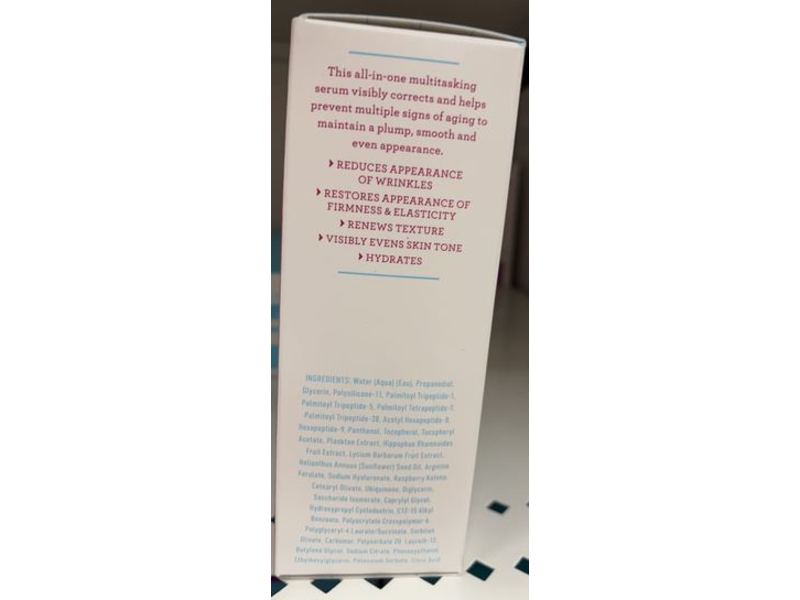 This all-in-one multitasking
serum visibly corrects and helps
prevent multiple signs of aging to
maintain a plump, smooth and
even appearance.
REDUCES APPEARANCE
OF WRINKLES
RESTORES APPEARANCE OF
FIRMNESS & ELASTICITY
RENEWS TEXTURE
VISIBLY EVENS SKIN TONE
HYDRATES
INGREDIENTS: Water (Aqua) (Eau), Propanediol,
Glycerin, Polysilicone-11, Palmitoyl Tripeptide-1,
Palmitoyl Tripeptide-5, Palmitoyl Tetrapeptide-7,
Palmitoyl Tripeptide-38, Acetyl Hexapeptide-8,
Hexapeptide-9, Panthenol, Tocopherol, Tocopheryl
Acetate, Plankton Extract, Hippophae Rhamnoides
Fruit Extract, Lycium Barbarum Fruit Extract,
Helianthus Annuus (Sunflower) Seed Oil, Arginine
Ferulate, Sodium Hyaluronate, Raspberry Ketone,
Cetearyl Olivate, Ubiquinone, Diglycerin,
Saccharide Isomerate, Caprylyl Glycol,
Hydroxypropyl Cyclodextrin, C12-15 Alkyl
Benzoate, Polyacrylate Crosspolymer-6,
Polyglyceryl-4 Laurate/Succinate, Sorbitan
Olivate, Carbomer, Polysorbate 20, Laureth-12,
Butylene Glycol, Sodium Citrate, Phenoxyethanol,
Ethylhexylglycerin, Potassium Sorbate, Citric Acid